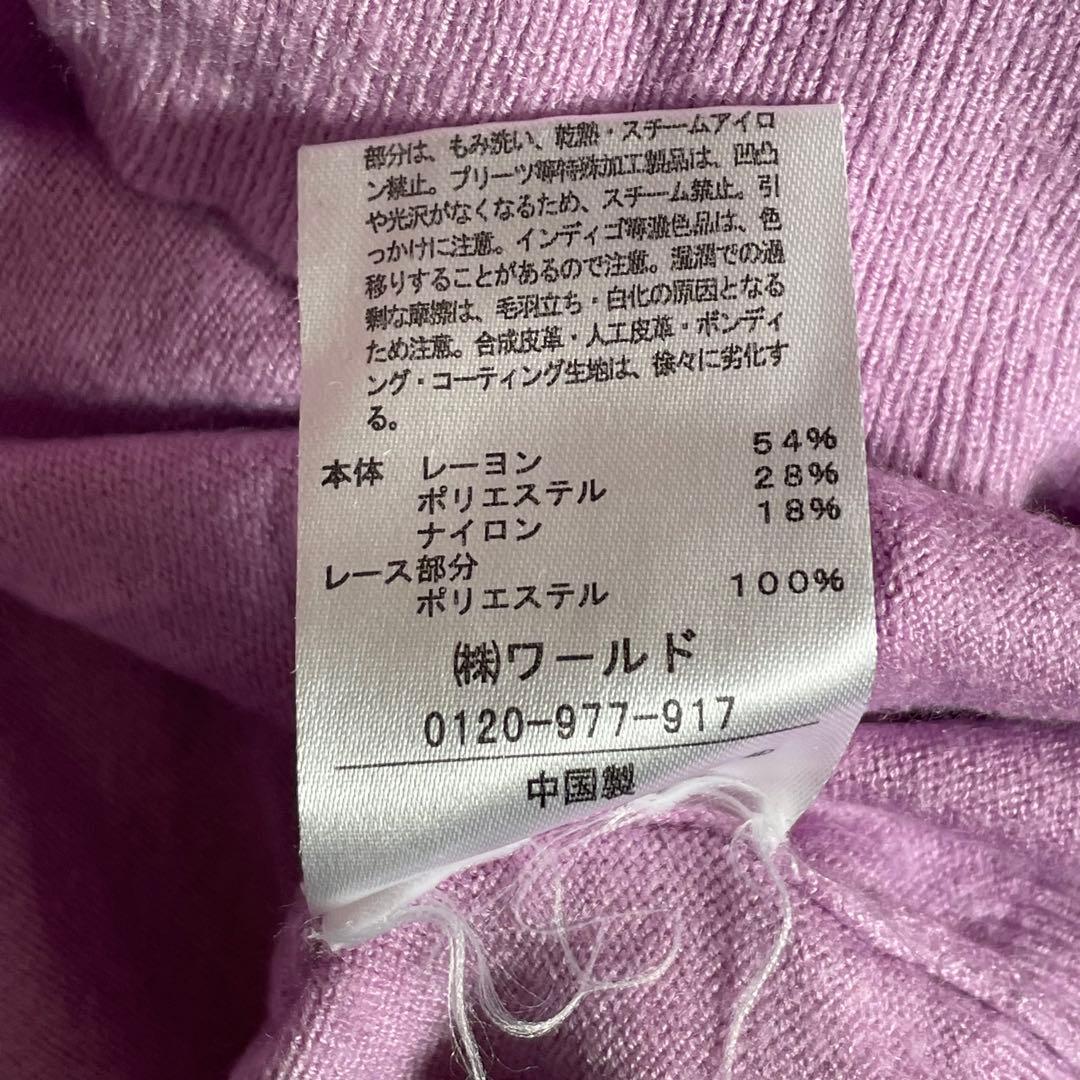 部分は、もみ洗い、乾熱・スチームアイロ
ン禁止。プリーツ等特殊加工製品は、凹凸
や光沢がなくなるため、スチーム禁止。引
っかけに注意。インディゴ等濃色品は、色
移りすることがあるので注意。湿潤での過
剰な摩擦は、毛羽立ち・白化の原因となる
ため注意。合成皮革・人工皮革・ボンディ
ング・コーティング生地は、徐々に劣化す
る。
本体 レーヨン 54%
ポリエステル 28%
ナイロン 18%
レース部分
ポリエステル 100%
㈱ワールド
0120-977-917
中国製